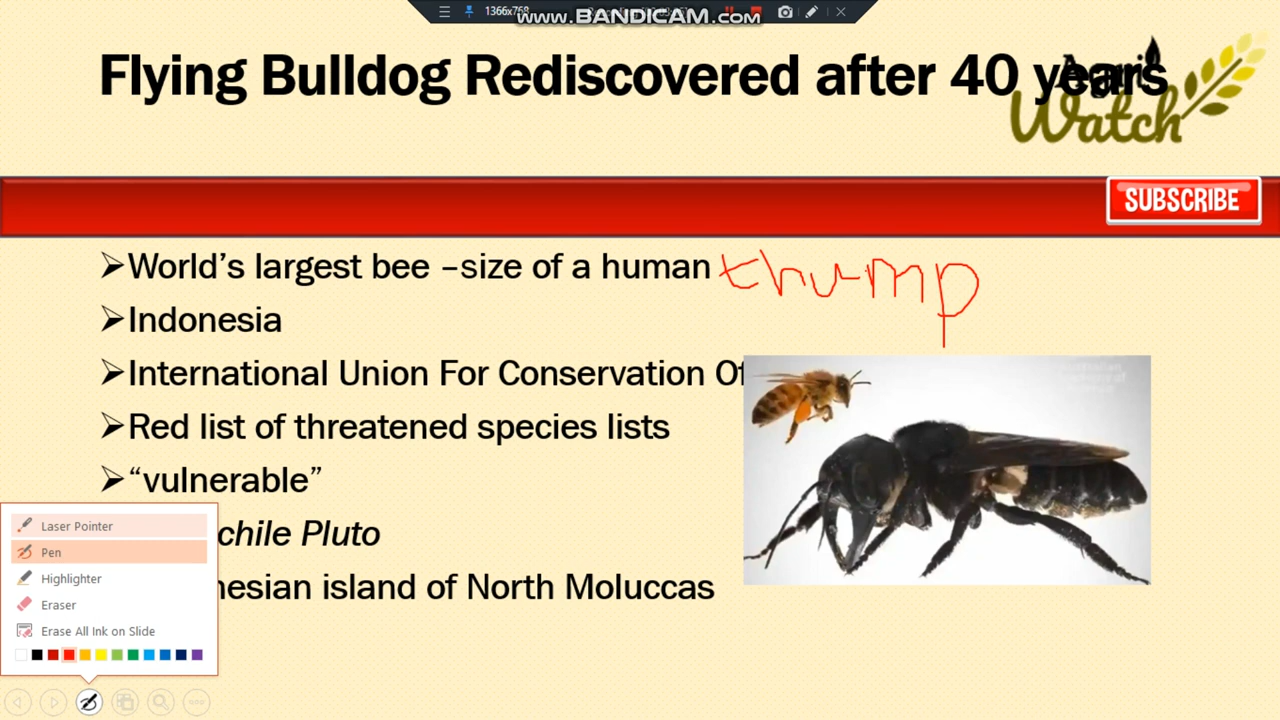 1366x768
www.BANDICAM.com
Flying Bulldog Rediscovered after 40 years
Agri
Watch
SUBSCRIBE
➢World’s largest bee –size of a human thump
➢Indonesia
➢International Union For Conservation Of
➢Red list of threatened species lists
➢“vulnerable”
chile Pluto
nesian island of North Moluccas
Laser Pointer
Pen
Highlighter
Eraser
Erase All Ink on Slide